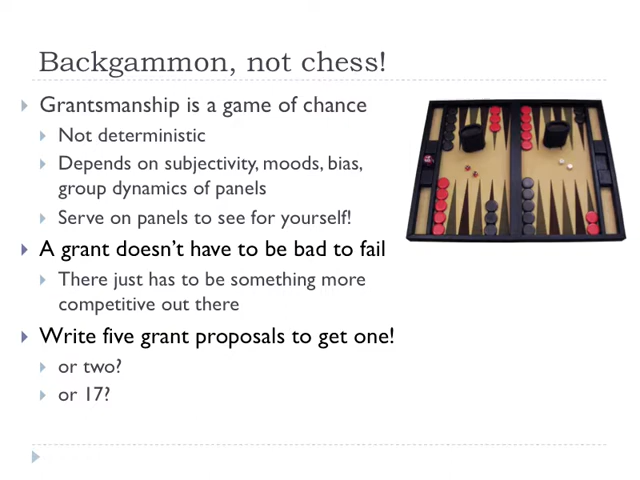 Backgammon, not chess!
Grantsmanship is a game of chance
Not deterministic
Depends on subjectivity, moods, bias,
group dynamics of panels
Serve on panels to see for yourself!
A grant doesn’t have to be bad to fail
There just has to be something more
competitive out there
Write five grant proposals to get one!
or two?
or 17?